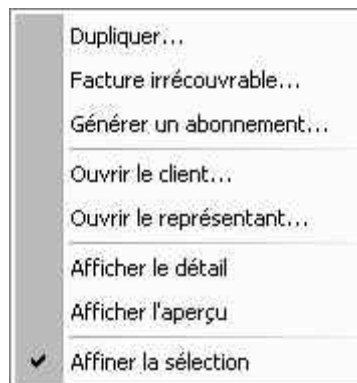 Dupliquer...
Facture irrécouvrable...
Générer un abonnement...
Ouvrir le client...
Ouvrir le représentant...
Afficher le détail
Afficher l'aperçu
Affiner la sélection